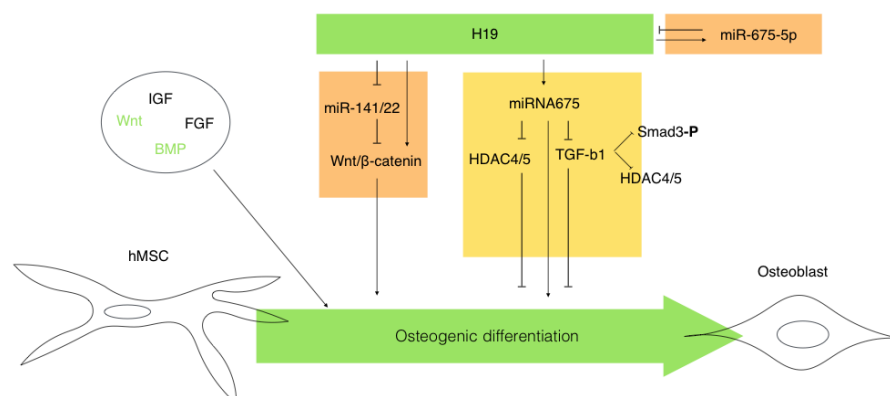 H19
miR-675-5p
IGF
Wnt
FGF
BMP
miR-141/22
Wnt/β-catenin
miRNA675
HDAC4/5
TGF-b1
Smad3-P
HDAC4/5
hMSC
Osteoblast
Osteogenic differentiation